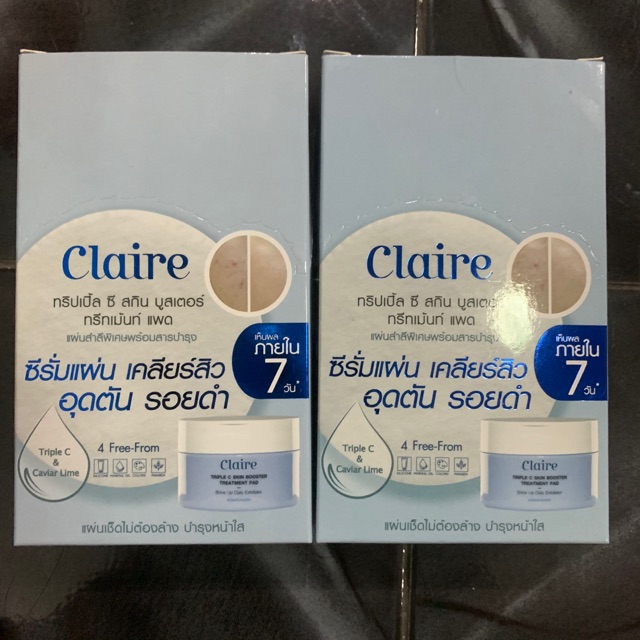 Claire
ทริปเปิ้ล ซี สกิน บูสเตอร์
ทรีทเม้นท์ แพด
แผ่นสำลีพิเศษพร้อมสารบำรุง
เห็นผล
ภายใน
7
วัน*
ซีรั่มแผ่น เคลียร์สิว
อุดตัน รอยดำ
Triple C
&
Caviar Lime
4 Free-From
Claire
TRIPLE C SKIN BOOSTER
TREATMENT PAD
แผ่นเช็ดไม่ต้องล้าง บำรุงหน้าใส
Claire
ทริปเปิ้ล ซี สกิน บูสเตอร์
ทรีทเม้นท์ แพด
แผ่นสำลีพิเศษพร้อมสารบำรุง
เห็นผล
ภายใน
7
วัน*
ซีรั่มแผ่น เคลียร์สิว
อุดตัน รอยดำ
Triple C
&
Caviar Lime
4 Free-From
Claire
TRIPLE C SKIN BOOSTER
TREATMENT PAD
แผ่นเช็ดไม่ต้องล้าง บำรุงหน้าใส